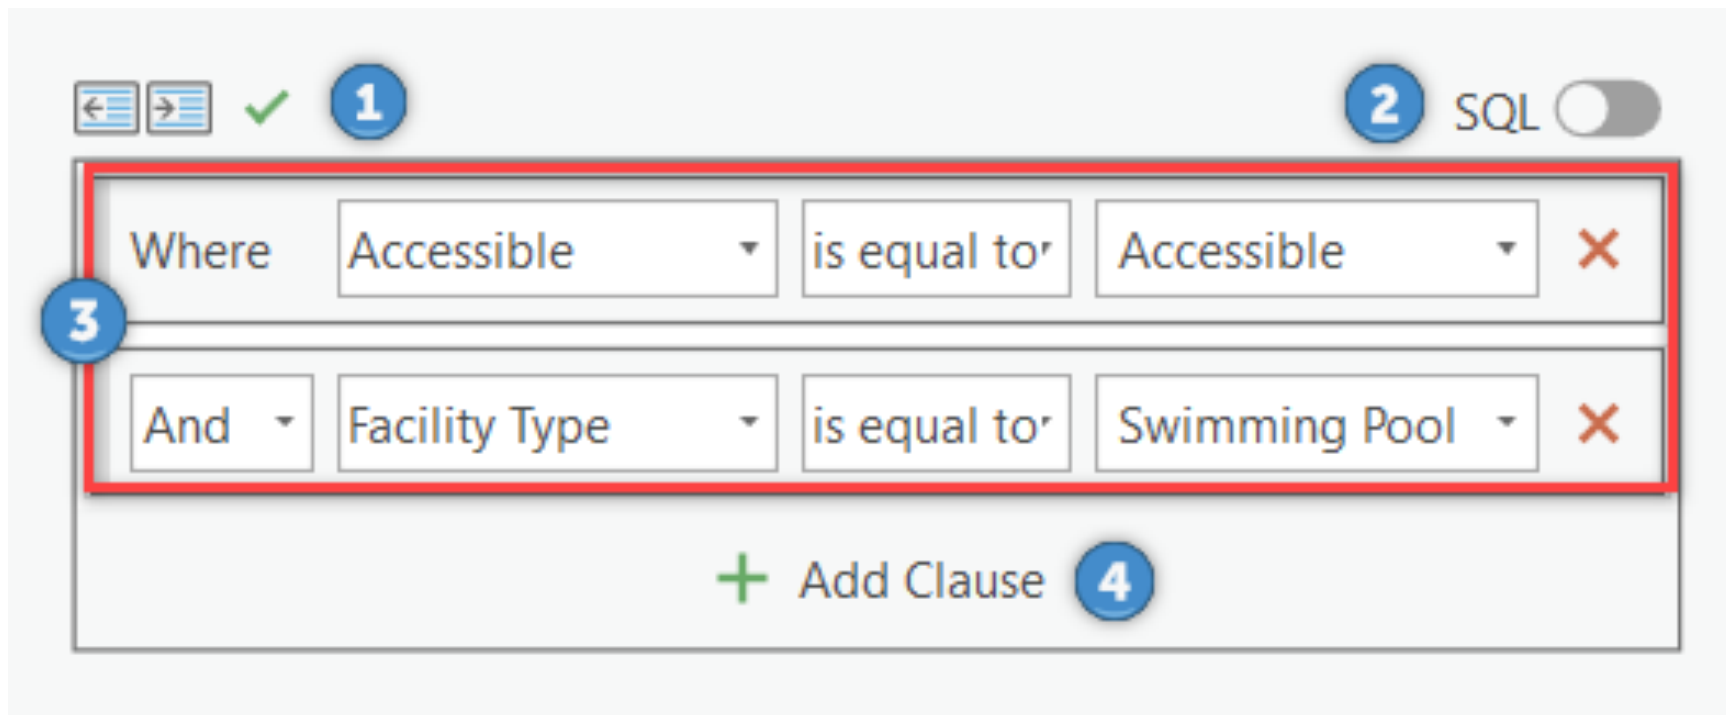 1 2 SQL
Where Accessible is equal to Accessible
3
And Facility Type is equal to Swimming Pool
Add Clause 4